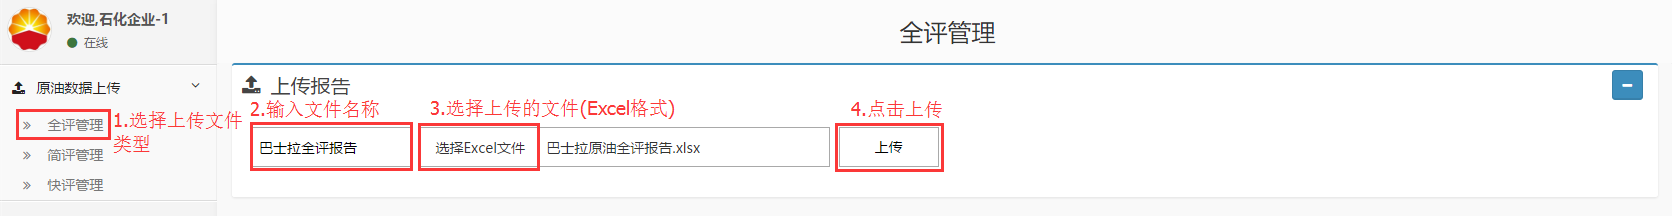 欢迎,石化企业-1
在线
原油数据上传
全评管理
简评管理
快评管理
1.选择上传文件
类型
全评管理
上传报告
2.输入文件名称
3.选择上传的文件(Excel格式)
4.点击上传
巴士拉全评报告
选择Excel文件
巴士拉原油全评报告.xlsx
上传